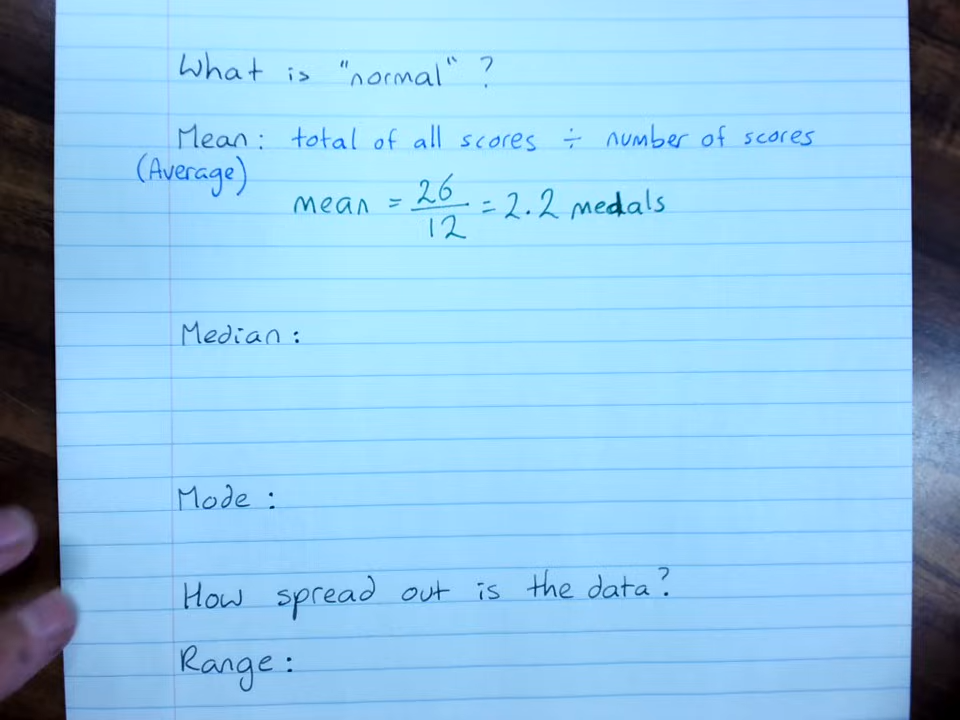 What is "normal" ?
Mean: total of all scores ÷ number of scores
(Average)
mean = 26/12 = 2.2 medals
Median:
Mode:
How spread out is the data?
Range: